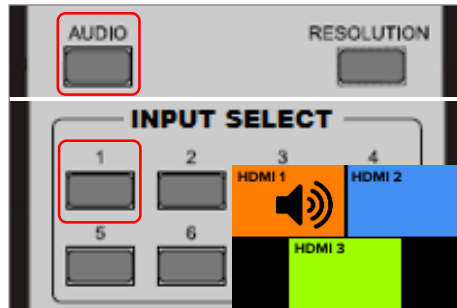 AUDIO RESOLUTION
INPUT SELECT
1 2 3 4
HDMI 1 HDMI 2
5 6
HDMI 3